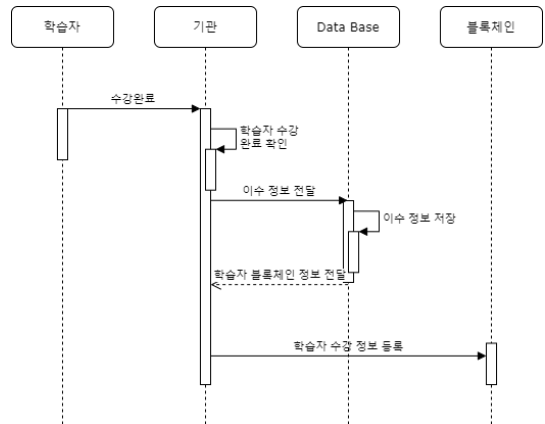 학습자
기관
Data Base
블록체인
수강완료
학습자 수강
완료 확인
이수 정보 전달
이수 정보 저장
학습자 블록체인 정보 전달
학습자 수강 정보 등록